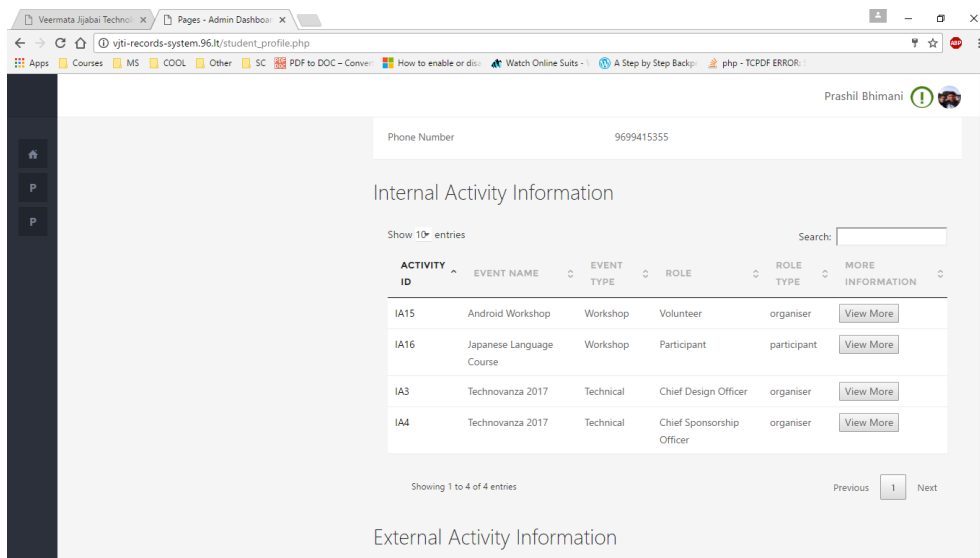 Veermata Jijabai Technol
Pages - Admin Dashboar
vjti-records-system.96.lt/student_profile.php
ABP
Apps Courses MS COOL Other SC PDF to DOC – Conver How to enable or disa Watch Online Suits - A Step by Step Backp php - TCPDF ERROR:
Prashil Bhimani
Phone Number 9699415355
P
P
Internal Activity Information
Show 10 entries Search:
ACTIVITY ID EVENT NAME EVENT TYPE ROLE ROLE TYPE MORE INFORMATION
IA15 Android Workshop Workshop Volunteer organiser View More
IA16 Japanese Language Course Workshop Participant participant View More
IA3 Technovanza 2017 Technical Chief Design Officer organiser View More
IA4 Technovanza 2017 Technical Chief Sponsorship Officer organiser View More
Showing 1 to 4 of 4 entries Previous 1 Next
External Activity Information